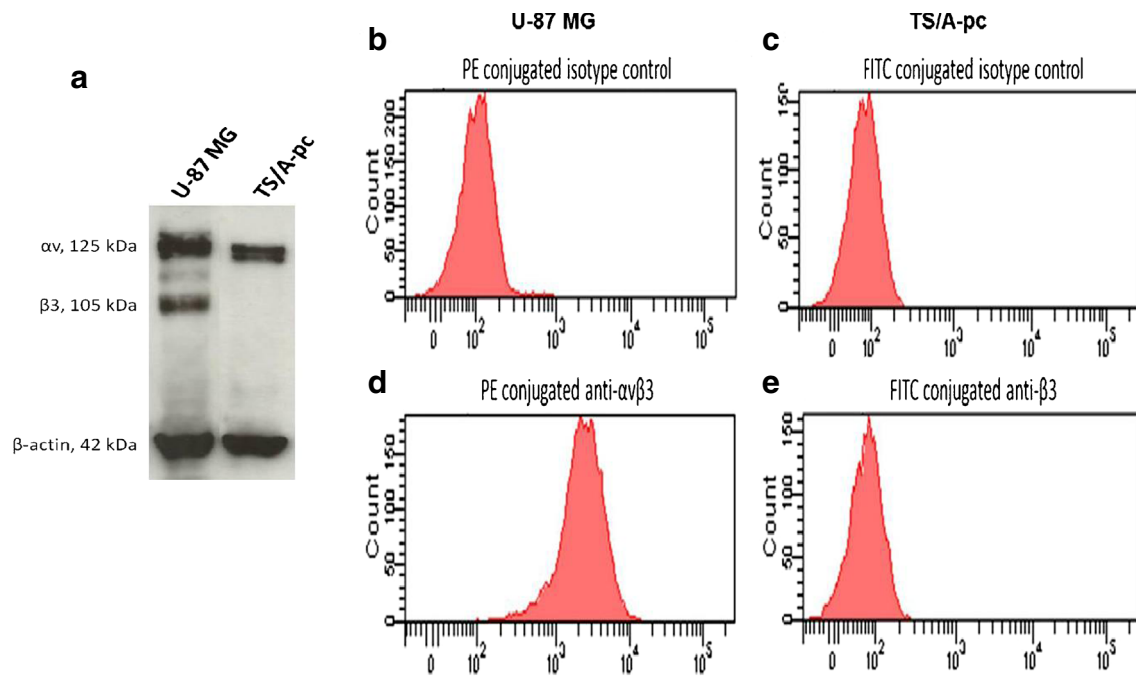 a
U-87 MG
TS/A-pc
αv, 125 kDa
β3, 105 kDa
β-actin, 42 kDa
U-87 MG
TS/A-pc
b
PE conjugated isotype control
Count
0 50 100 150 200
0 10² 10³ 10⁴ 10⁵
c
FITC conjugated isotype control
Count
0 50 100 150
0 10² 10³ 10⁴ 10⁵
d
PE conjugated anti-αvβ3
Count
0 50 100 150
0 10² 10³ 10⁴ 10⁵
e
FITC conjugated anti-β3
Count
0 50 100 150
0 10² 10³ 10⁴ 10⁵